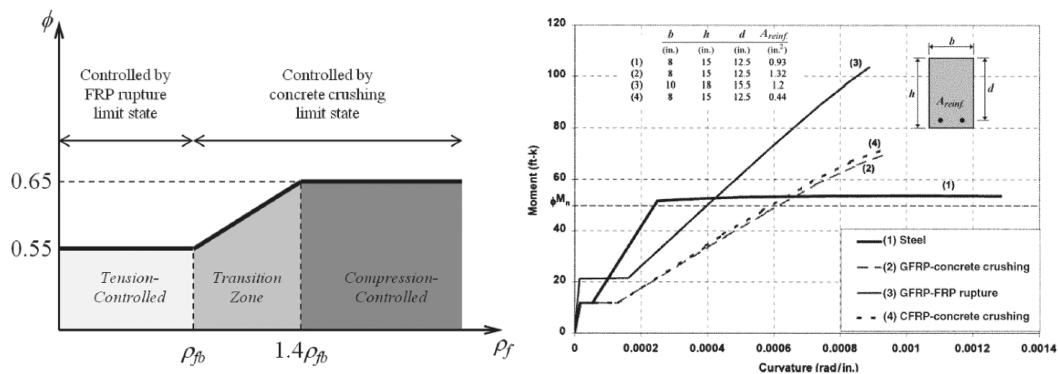 ϕ
Controlled by
FRP rupture
limit state
Controlled by
concrete crushing
limit state
0.65
0.55
Tension-
Controlled
Transition
Zone
Compression-
Controlled
ρfb
1.4ρfb
ρf
Moment (ft-k)
120
100
80
60
ϕMn
40
20
0
b h d Areinf.
(in.) (in.) (in.) (in.²)
(1) 8 15 12.5 0.93
(2) 8 15 12.5 1.32
(3) 10 18 15.5 1.2
(4) 8 15 12.5 0.44
(3)
b
h
d
Areinf.
(4)
(2)
(1)
(1) Steel
(2) GFRP-concrete crushing
(3) GFRP-FRP rupture
(4) CFRP-concrete crushing
0 0.0002 0.0004 0.0006 0.0008 0.001 0.0012 0.0014
Curvature (rad/in.)